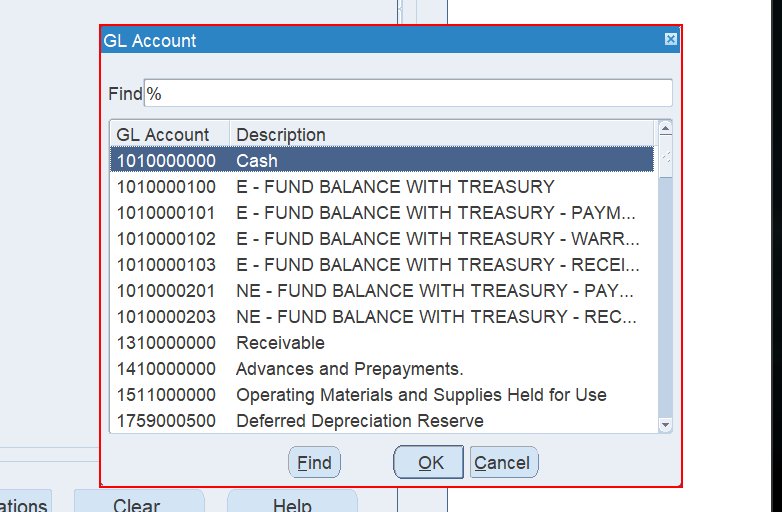 GL Account
Find %
GL Account Description
1010000000 Cash
1010000100 E - FUND BALANCE WITH TREASURY
1010000101 E - FUND BALANCE WITH TREASURY - PAYM...
1010000102 E - FUND BALANCE WITH TREASURY - WARR...
1010000103 E - FUND BALANCE WITH TREASURY - RECEI...
1010000201 NE - FUND BALANCE WITH TREASURY - PAY...
1010000203 NE - FUND BALANCE WITH TREASURY - REC...
1310000000 Receivable
1410000000 Advances and Prepayments.
1511000000 Operating Materials and Supplies Held for Use
1759000500 Deferred Depreciation Reserve
Find OK Cancel
ations Clear Help